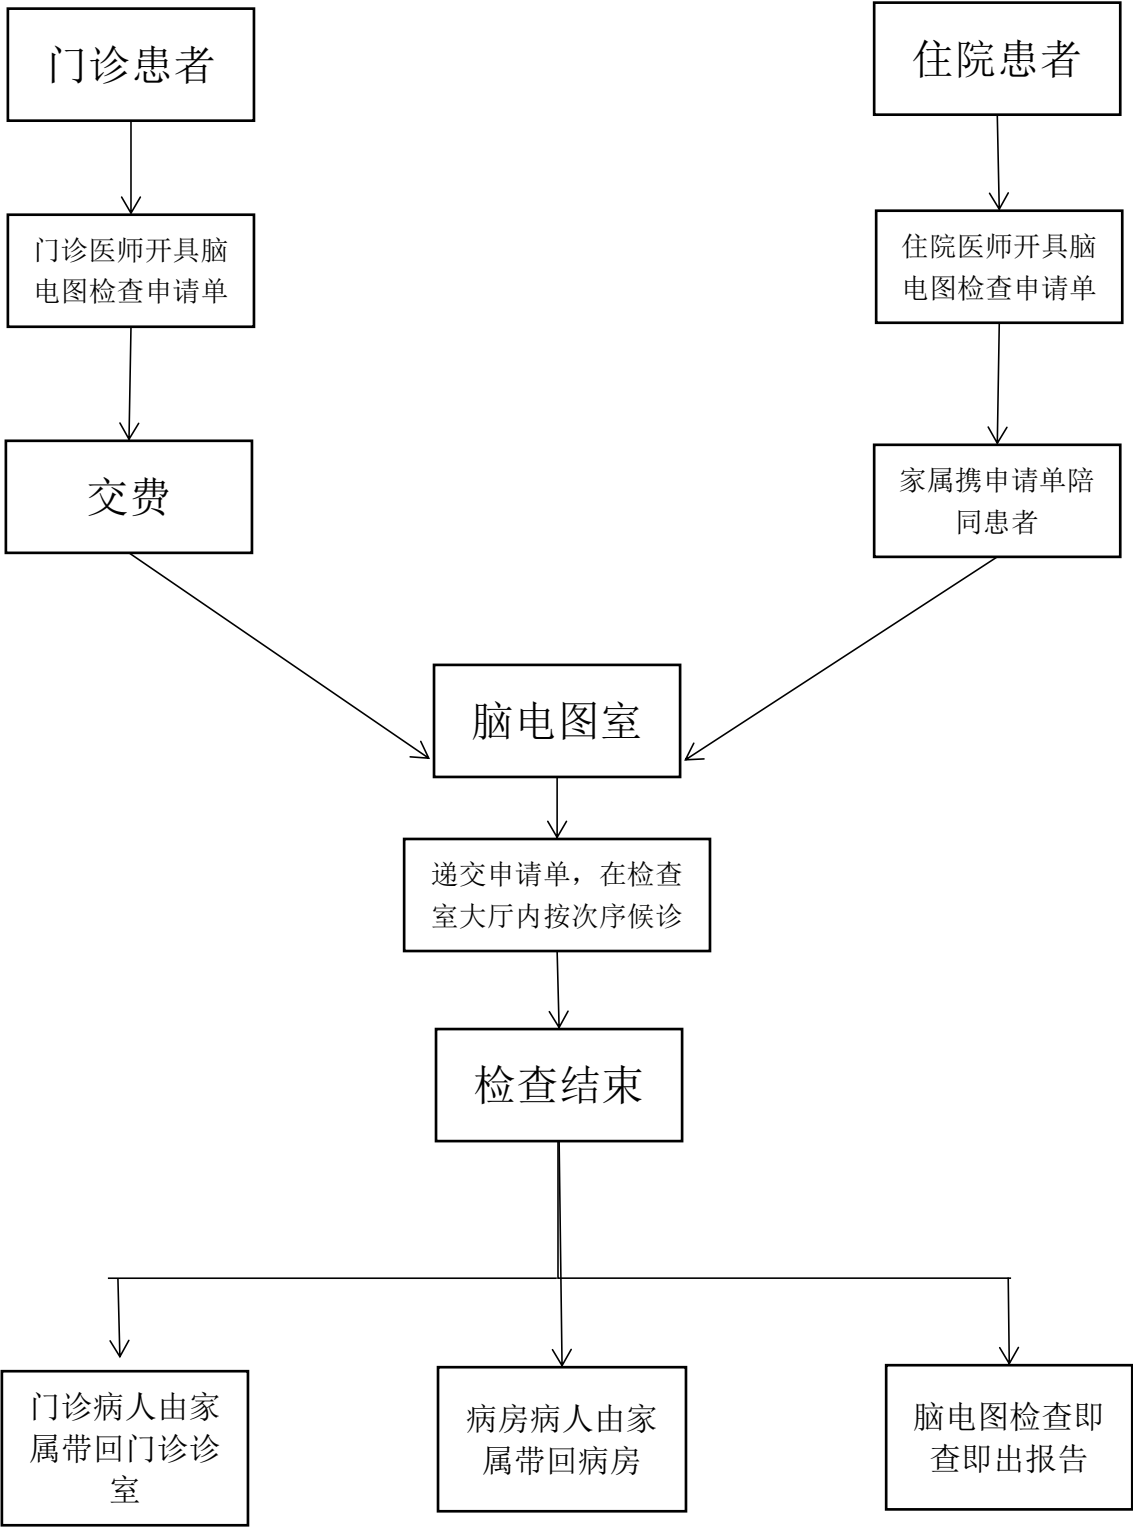 门诊患者
住院患者
门诊医师开具脑
电图检查申请单
住院医师开具脑
电图检查申请单
交费
家属携申请单陪
同患者
脑电图室
递交申请单，在检查
室大厅内按次序候诊
检查结束
门诊病人由家
属带回门诊诊
室
病房病人由家
属带回病房
脑电图检查即
查即出报告